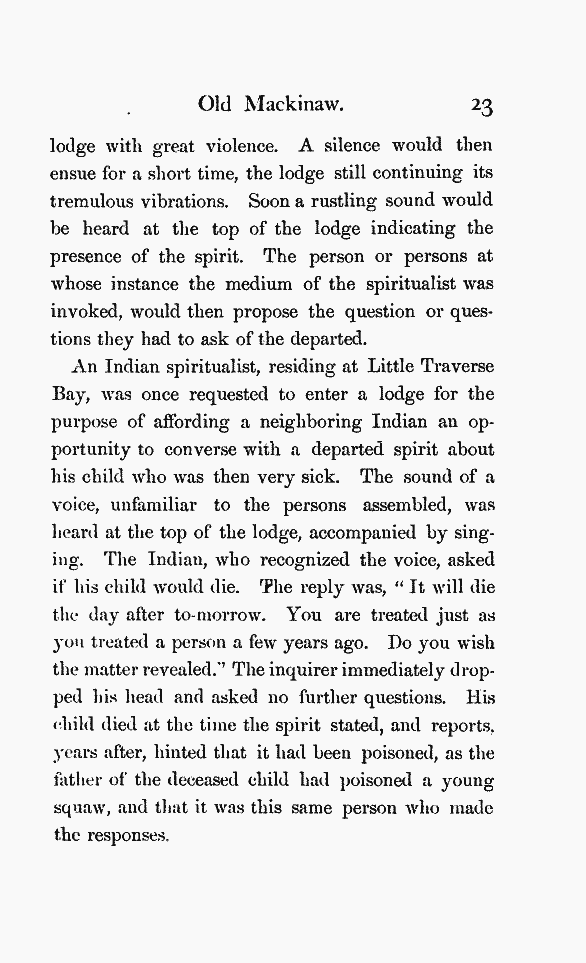 Old Mackinaw. 23
lodge with great violence. A silence would then
ensue for a short time, the lodge still continuing its
tremulous vibrations. Soon a rustling sound would
be heard at the top of the lodge indicating the
presence of the spirit. The person or persons at
whose instance the medium of the spiritualist was
invoked, would then propose the question or ques-
tions they had to ask of the departed.
An Indian spiritualist, residing at Little Traverse
Bay, was once requested to enter a lodge for the
purpose of affording a neighboring Indian an op-
portunity to converse with a departed spirit about
his child who was then very sick. The sound of a
voice, unfamiliar to the persons assembled, was
heard at the top of the lodge, accompanied by sing-
ing. The Indian, who recognized the voice, asked
if his child would die. The reply was, “ It will die
the day after to-morrow. You are treated just as
you treated a person a few years ago. Do you wish
the matter revealed.” The inquirer immediately drop-
ped his head and asked no further questions. His
child died at the time the spirit stated, and reports,
years after, hinted that it had been poisoned, as the
father of the deceased child had poisoned a young
squaw, and that it was this same person who made
the responses.